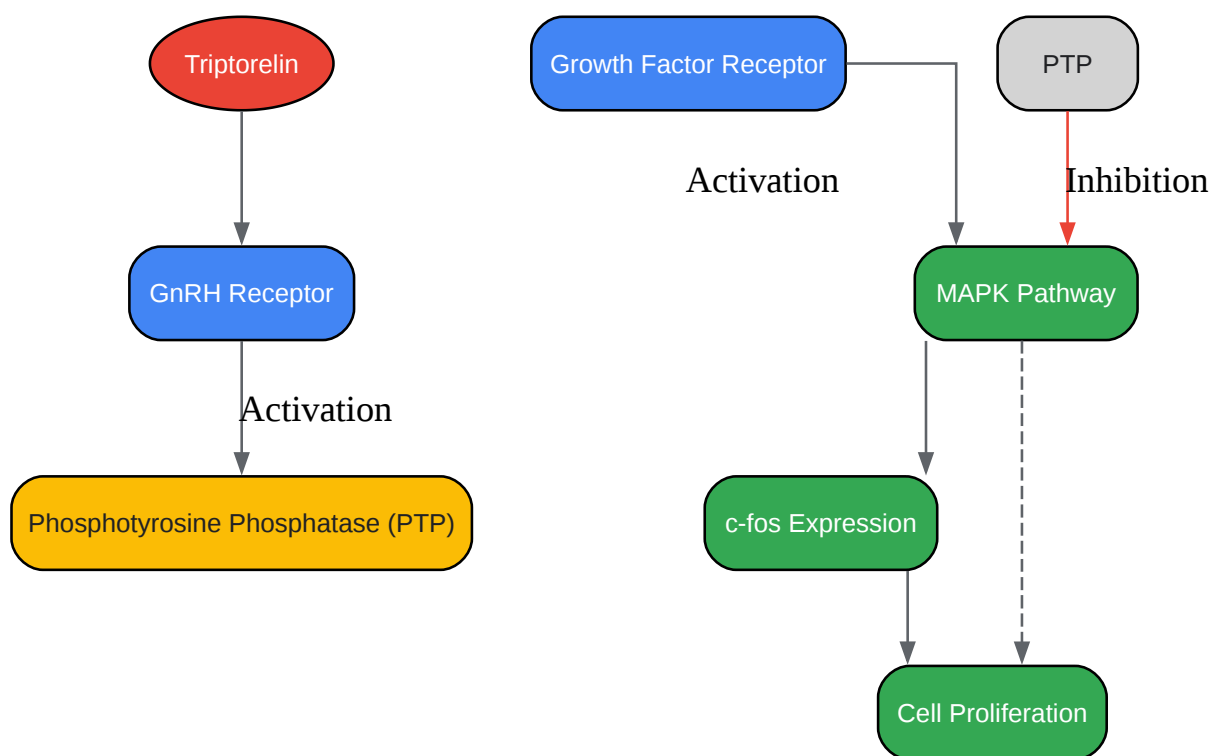 Triptorelin
Growth Factor Receptor
PTP
Activation
Inhibition
GnRH Receptor
MAPK Pathway
Activation
Phosphotyrosine Phosphatase (PTP)
c-fos Expression
Cell Proliferation